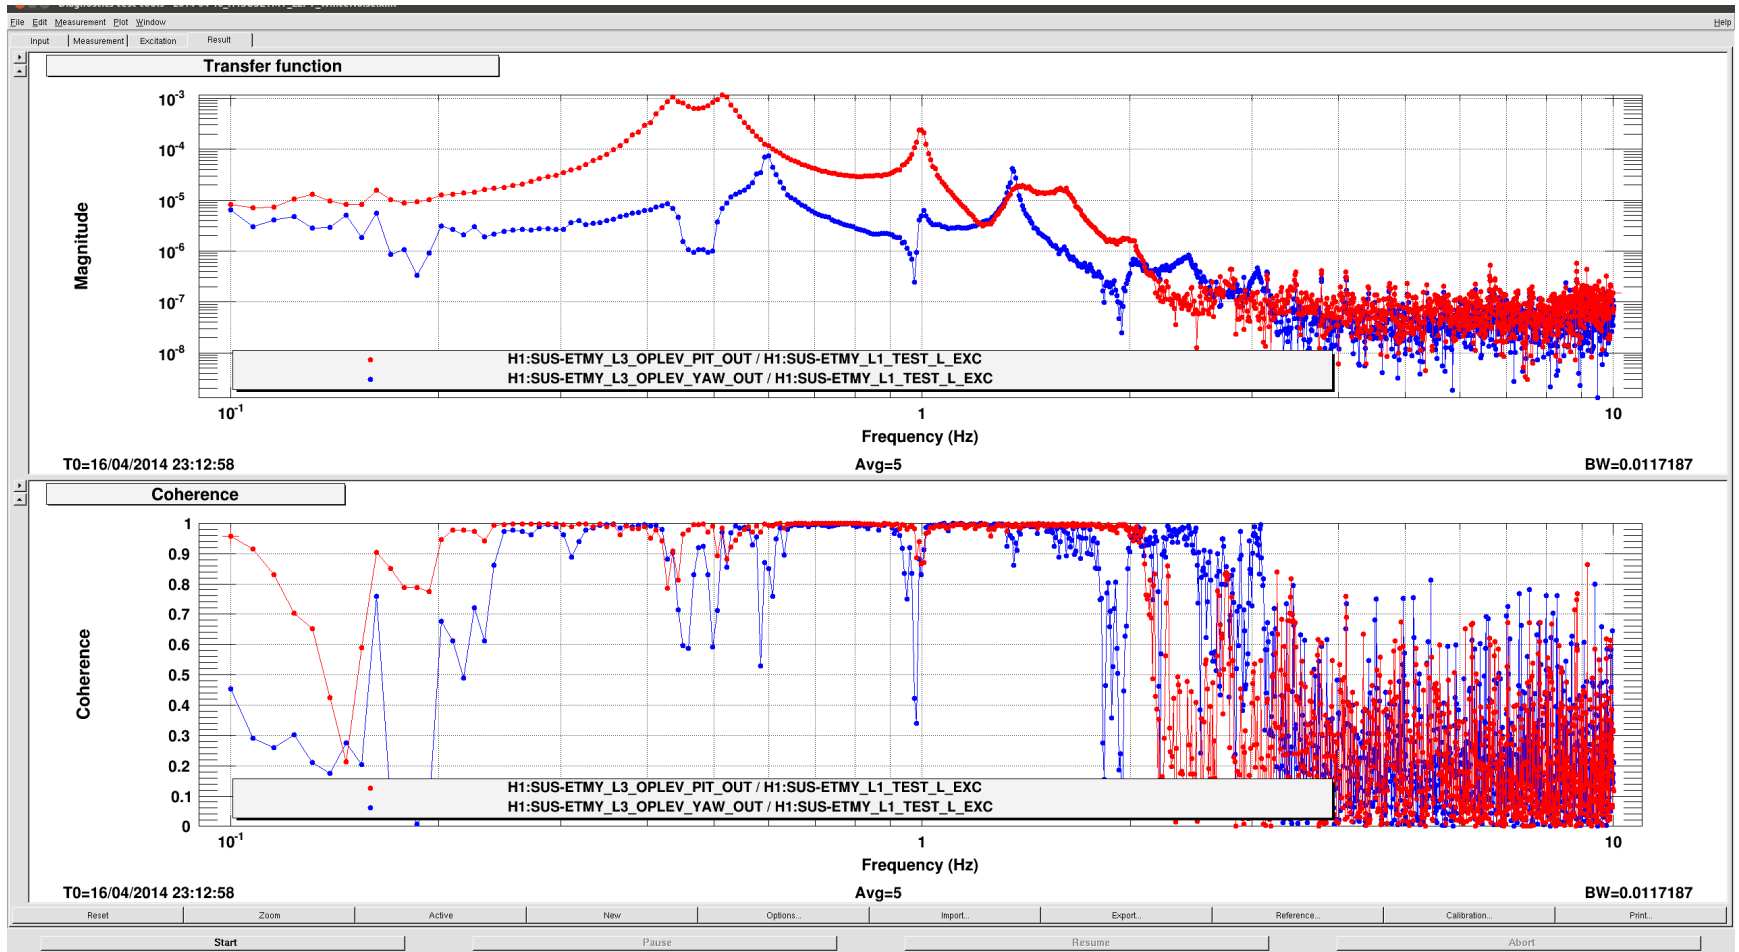 File Edit Measurement Plot Window Help
Input Measurement Excitation Result
Transfer function
10-3
10-4
10-5
10-6
10-7
10-8
Magnitude
H1:SUS-ETMY_L3_OPLEV_PIT_OUT / H1:SUS-ETMY_L1_TEST_L_EXC
H1:SUS-ETMY_L3_OPLEV_YAW_OUT / H1:SUS-ETMY_L1_TEST_L_EXC
10-1 1 10
Frequency (Hz)
T0=16/04/2014 23:12:58 Avg=5 BW=0.0117187
Coherence
1
0.9
0.8
0.7
0.6
0.5
0.4
0.3
0.2
0.1
0
Coherence
H1:SUS-ETMY_L3_OPLEV_PIT_OUT / H1:SUS-ETMY_L1_TEST_L_EXC
H1:SUS-ETMY_L3_OPLEV_YAW_OUT / H1:SUS-ETMY_L1_TEST_L_EXC
10-1 1 10
Frequency (Hz)
T0=16/04/2014 23:12:58 Avg=5 BW=0.0117187
Reset Zoom Active New Options... Import... Export... Reference... Calibration... Print...
Start Pause Resume Abort